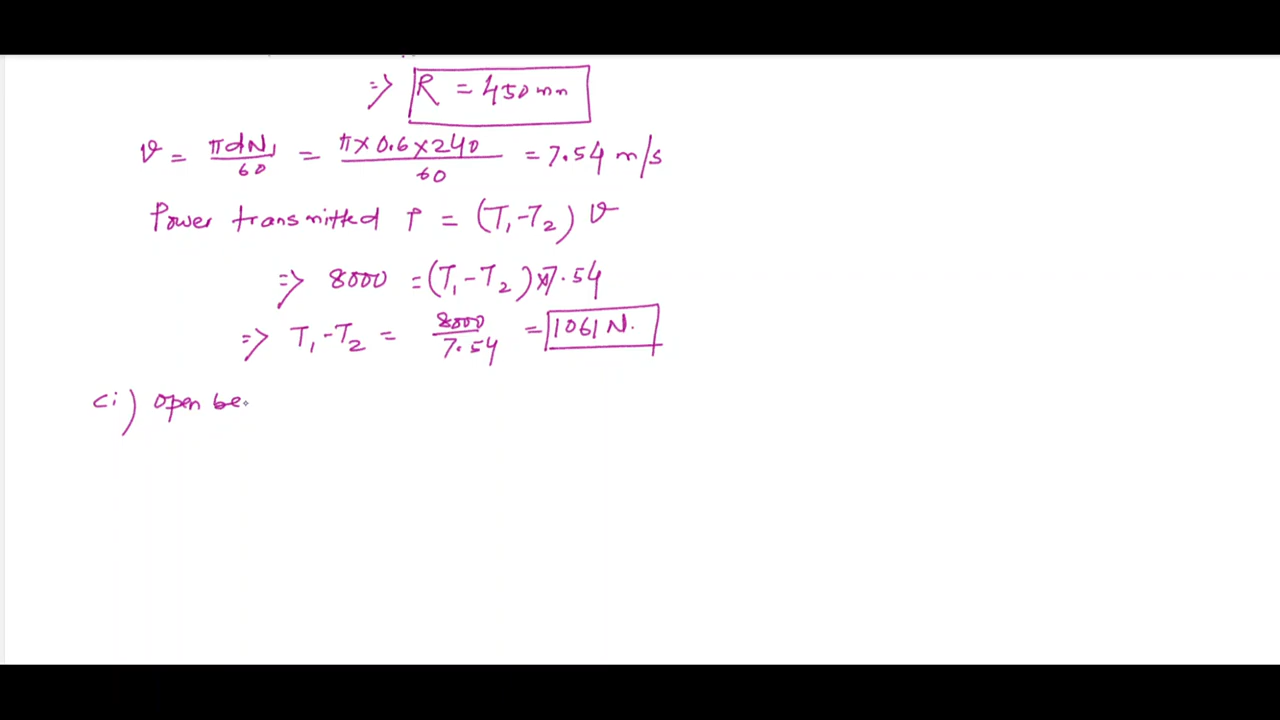 => R = 450 mm
v = πdN₁/60 = π×0.6×240/60 = 7.54 m/s
Power transmitted P = (T₁-T₂) v
=> 8000 = (T₁-T₂)×7.54
=> T₁-T₂ = 8000/7.54 = 1061 N.
(i) open be